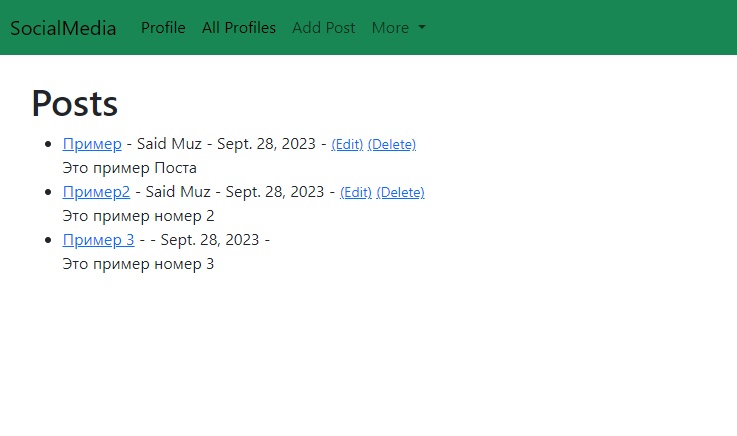 SocialMedia Profile All Profiles Add Post More
Posts
Пример - Said Muz - Sept. 28, 2023 - (Edit) (Delete)
Это пример Поста
Пример2 - Said Muz - Sept. 28, 2023 - (Edit) (Delete)
Это пример номер 2
Пример 3 - - Sept. 28, 2023 -
Это пример номер 3